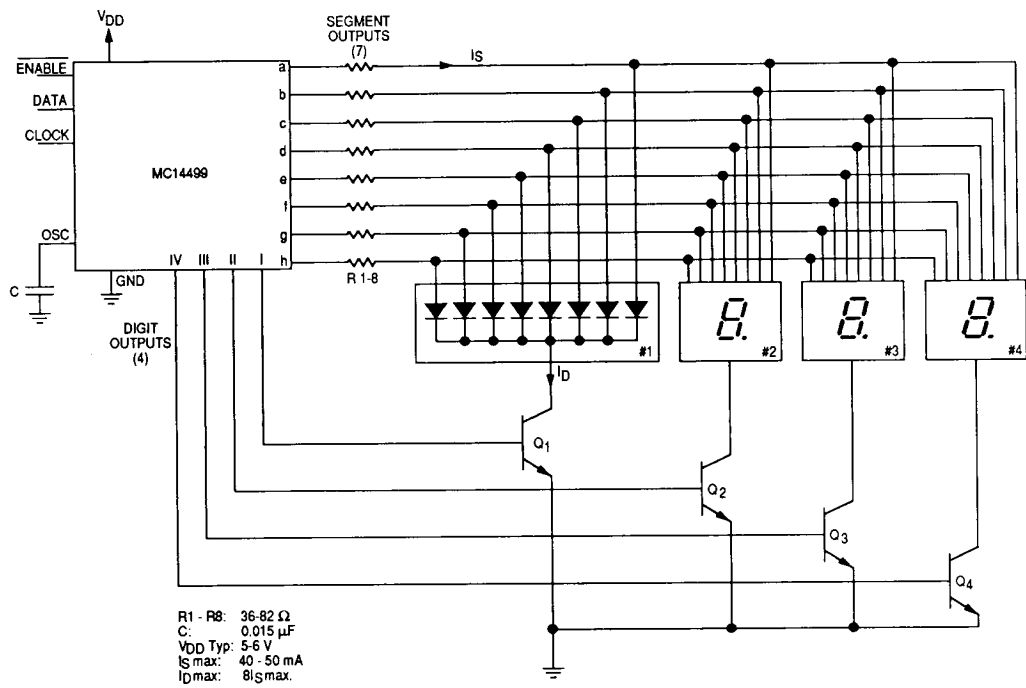 VDD
SEGMENT
OUTPUTS
(7)
IS
ENABLE
DATA
CLOCK
MC14499
OSC
a
b
c
d
e
f
g
h
IV III II I
R 1-8
GND
C
DIGIT
OUTPUTS
(4)
#1
#2
#3
#4
ID
Q1
Q2
Q3
Q4
R1 - R8: 36-82 Ω
C: 0.015 µF
VDD Typ: 5-6 V
IS max: 40 - 50 mA
ID max: 8IS max.